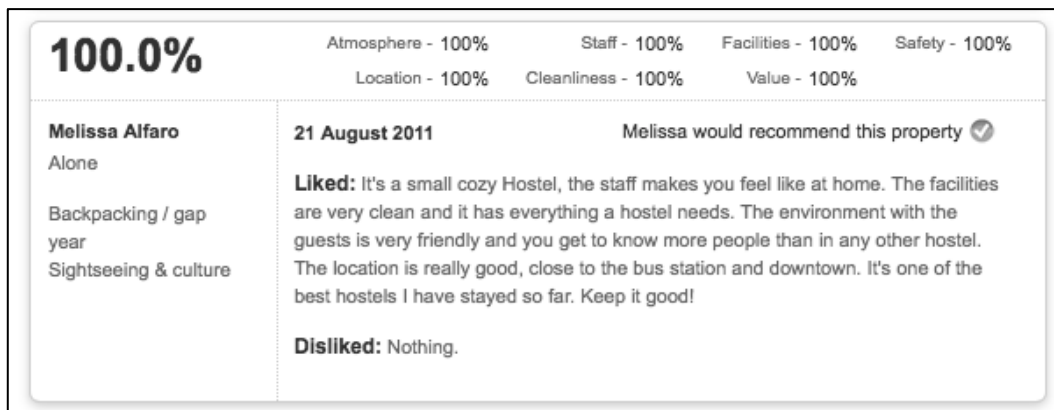 100.0%
Atmosphere - 100% Staff - 100% Facilities - 100% Safety - 100%
Location - 100% Cleanliness - 100% Value - 100%
Melissa Alfaro
Alone
Backpacking / gap
year
Sightseeing & culture
21 August 2011 Melissa would recommend this property
Liked: It's a small cozy Hostel, the staff makes you feel like at home. The facilities
are very clean and it has everything a hostel needs. The environment with the
guests is very friendly and you get to know more people than in any other hostel.
The location is really good, close to the bus station and downtown. It's one of the
best hostels I have stayed so far. Keep it good!
Disliked: Nothing.